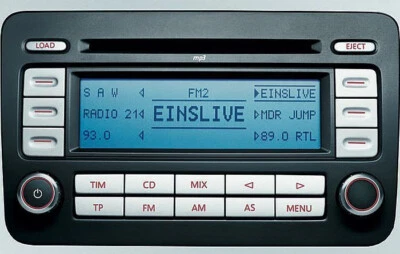 LOAD
mp3
EJECT
S A W FM2 EINSLIVE
RADIO 21 EINSLIVE MDR JUMP
93.0 89.0 RTL
TIM CD MIX
TP FM AM AS MENU